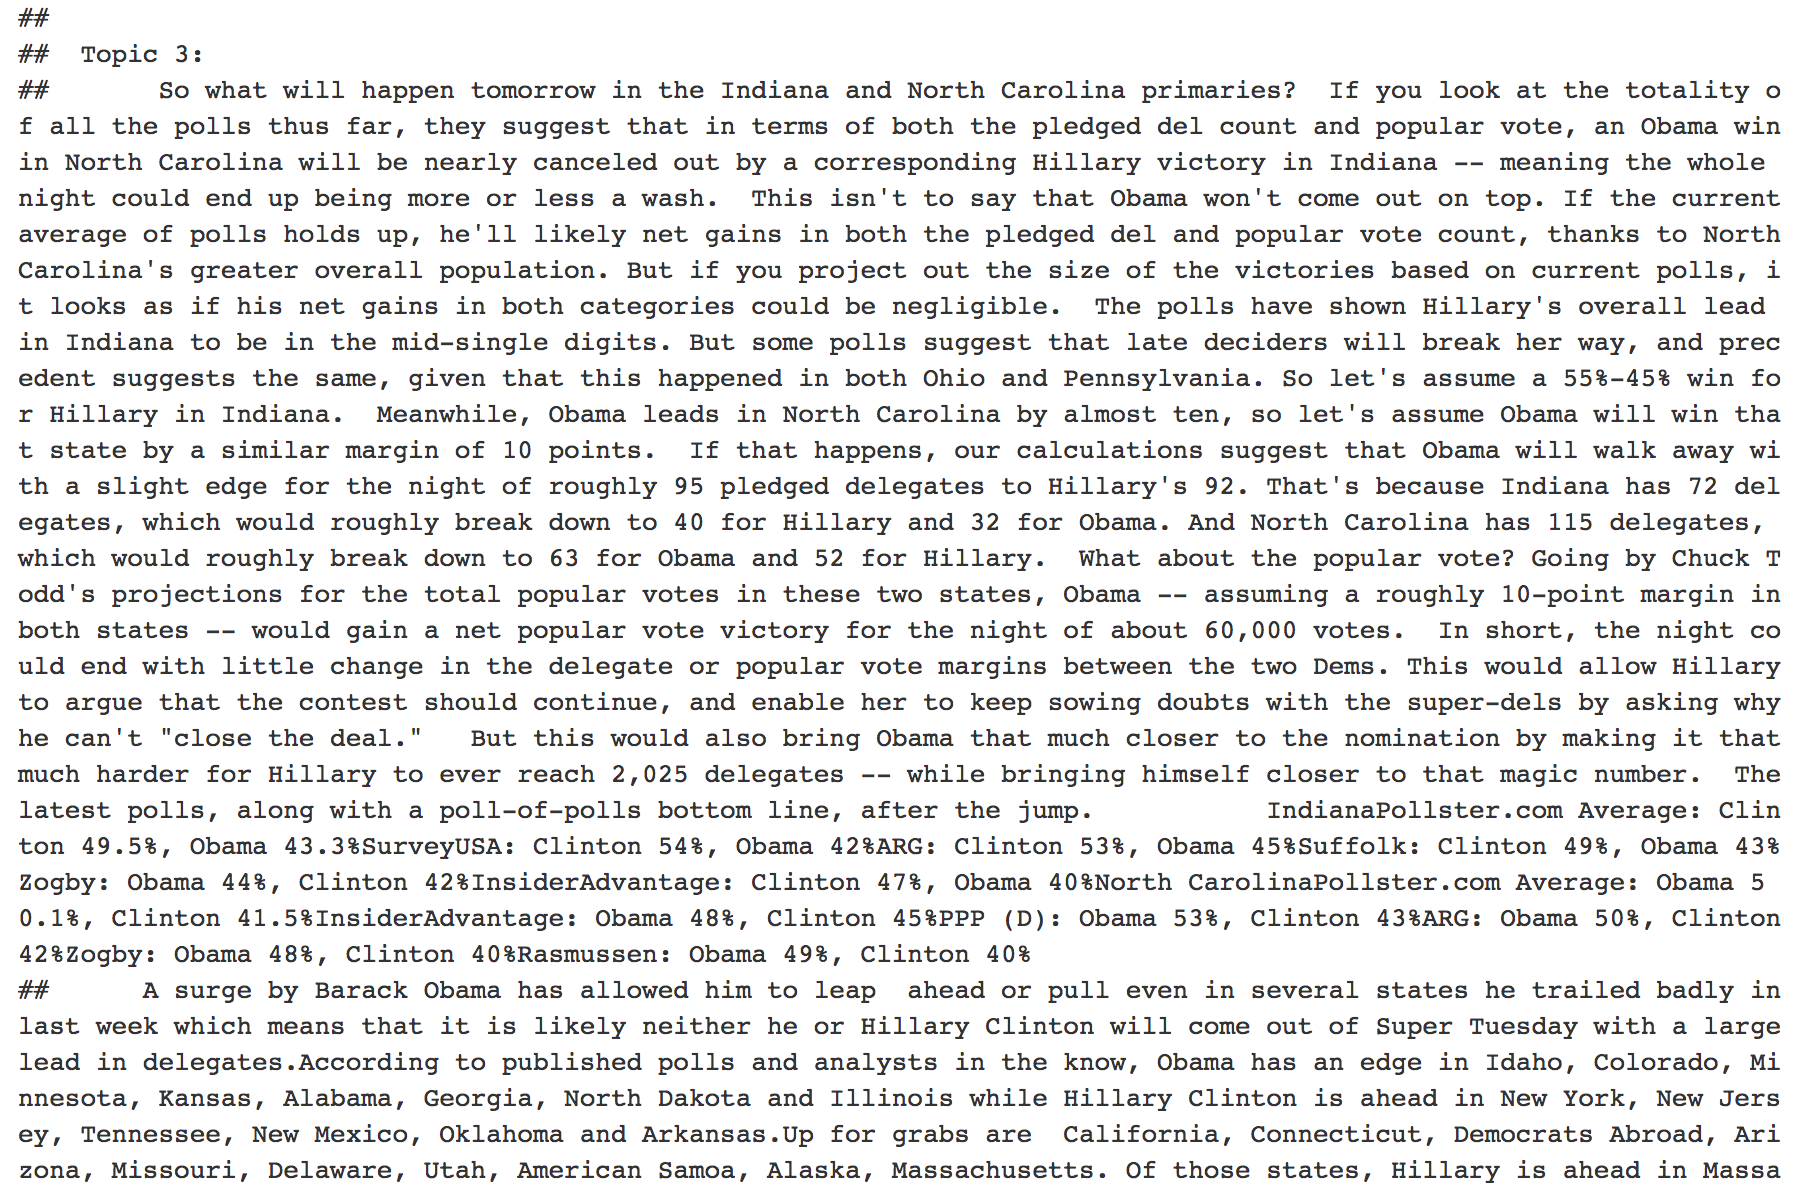 ##
##  Topic 3:
##       So what will happen tomorrow in the Indiana and North Carolina primaries?  If you look at the totality o
f all the polls thus far, they suggest that in terms of both the pledged del count and popular vote, an Obama win
in North Carolina will be nearly canceled out by a corresponding Hillary victory in Indiana -- meaning the whole
night could end up being more or less a wash.  This isn't to say that Obama won't come out on top. If the current
average of polls holds up, he'll likely net gains in both the pledged del and popular vote count, thanks to North
Carolina's greater overall population. But if you project out the size of the victories based on current polls, i
t looks as if his net gains in both categories could be negligible.  The polls have shown Hillary's overall lead
in Indiana to be in the mid-single digits. But some polls suggest that late deciders will break her way, and prec
edent suggests the same, given that this happened in both Ohio and Pennsylvania. So let's assume a 55%-45% win fo
r Hillary in Indiana.  Meanwhile, Obama leads in North Carolina by almost ten, so let's assume Obama will win tha
t state by a similar margin of 10 points.  If that happens, our calculations suggest that Obama will walk away wi
th a slight edge for the night of roughly 95 pledged delegates to Hillary's 92. That's because Indiana has 72 del
egates, which would roughly break down to 40 for Hillary and 32 for Obama. And North Carolina has 115 delegates,
which would roughly break down to 63 for Obama and 52 for Hillary.  What about the popular vote? Going by Chuck T
odd's projections for the total popular votes in these two states, Obama -- assuming a roughly 10-point margin in
both states -- would gain a net popular vote victory for the night of about 60,000 votes.  In short, the night co
uld end with little change in the delegate or popular vote margins between the two Dems. This would allow Hillary
to argue that the contest should continue, and enable her to keep sowing doubts with the super-dels by asking why
he can't "close the deal."   But this would also bring Obama that much closer to the nomination by making it that
much harder for Hillary to ever reach 2,025 delegates -- while bringing himself closer to that magic number.  The
latest polls, along with a poll-of-polls bottom line, after the jump.           IndianaPollster.com Average: Clin
ton 49.5%, Obama 43.3%SurveyUSA: Clinton 54%, Obama 42%ARG: Clinton 53%, Obama 45%Suffolk: Clinton 49%, Obama 43%
Zogby: Obama 44%, Clinton 42%InsiderAdvantage: Clinton 47%, Obama 40%North CarolinaPollster.com Average: Obama 5
0.1%, Clinton 41.5%InsiderAdvantage: Obama 48%, Clinton 45%PPP (D): Obama 53%, Clinton 43%ARG: Obama 50%, Clinton
42%Zogby: Obama 48%, Clinton 40%Rasmussen: Obama 49%, Clinton 40%
##      A surge by Barack Obama has allowed him to leap  ahead or pull even in several states he trailed badly in
last week which means that it is likely neither he or Hillary Clinton will come out of Super Tuesday with a large
lead in delegates.According to published polls and analysts in the know, Obama has an edge in Idaho, Colorado, Mi
nnesota, Kansas, Alabama, Georgia, North Dakota and Illinois while Hillary Clinton is ahead in New York, New Jers
ey, Tennessee, New Mexico, Oklahoma and Arkansas.Up for grabs are  California, Connecticut, Democrats Abroad, Ari
zona, Missouri, Delaware, Utah, American Samoa, Alaska, Massachusetts. Of those states, Hillary is ahead in Massa